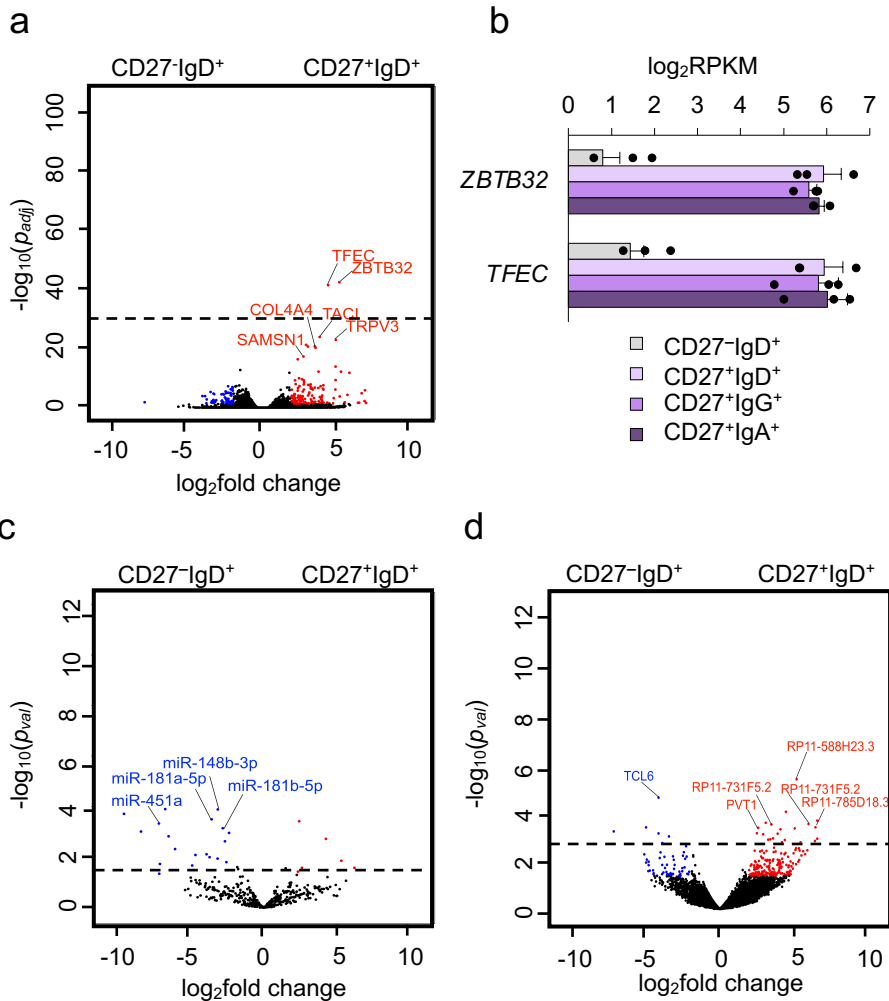 a
CD27-IgD+ CD27+IgD+
100
80
60
40
20
0
-log10(padj)
TFEC
ZBTB32
COL4A4
TACI
TRPV3
SAMSN1
-10 -5 0 5 10
log2fold change
b
log2RPKM
0 1 2 3 4 5 6 7
ZBTB32
TFEC
CD27–IgD+
CD27+IgD+
CD27+IgG+
CD27+IgA+
c
CD27–IgD+ CD27+IgD+
12
10
8
6
4
2
0
-log10(pval)
miR-148b-3p
miR-181a-5p
miR-181b-5p
miR-451a
-10 -5 0 5 10
log2fold change
d
CD27–IgD+ CD27+IgD+
12
10
8
6
4
2
0
-log10(pval)
RP11-588H23.3
TCL6
RP11-731F5.2
RP11-731F5.2
PVT1
RP11-785D18.3
-10 -5 0 5 10
log2fold change